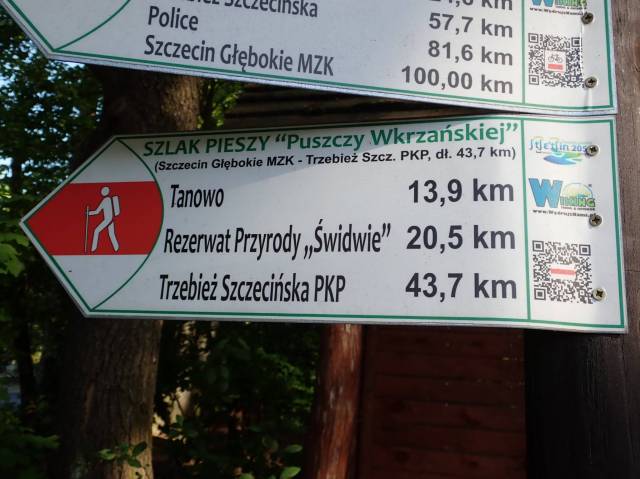 Szczecińska
Police 57,7 km
Szczecin Głębokie MZK 81,6 km
100,00 km
SZLAK PIESZY "Puszczy Wkrzańskiej"
(Szczecin Głębokie MZK - Trzebież Szcz. PKP, dł. 43,7 km)
Tanowo 13,9 km
Rezerwat Przyrody „Świdwie” 20,5 km
Trzebież Szczecińska PKP 43,7 km